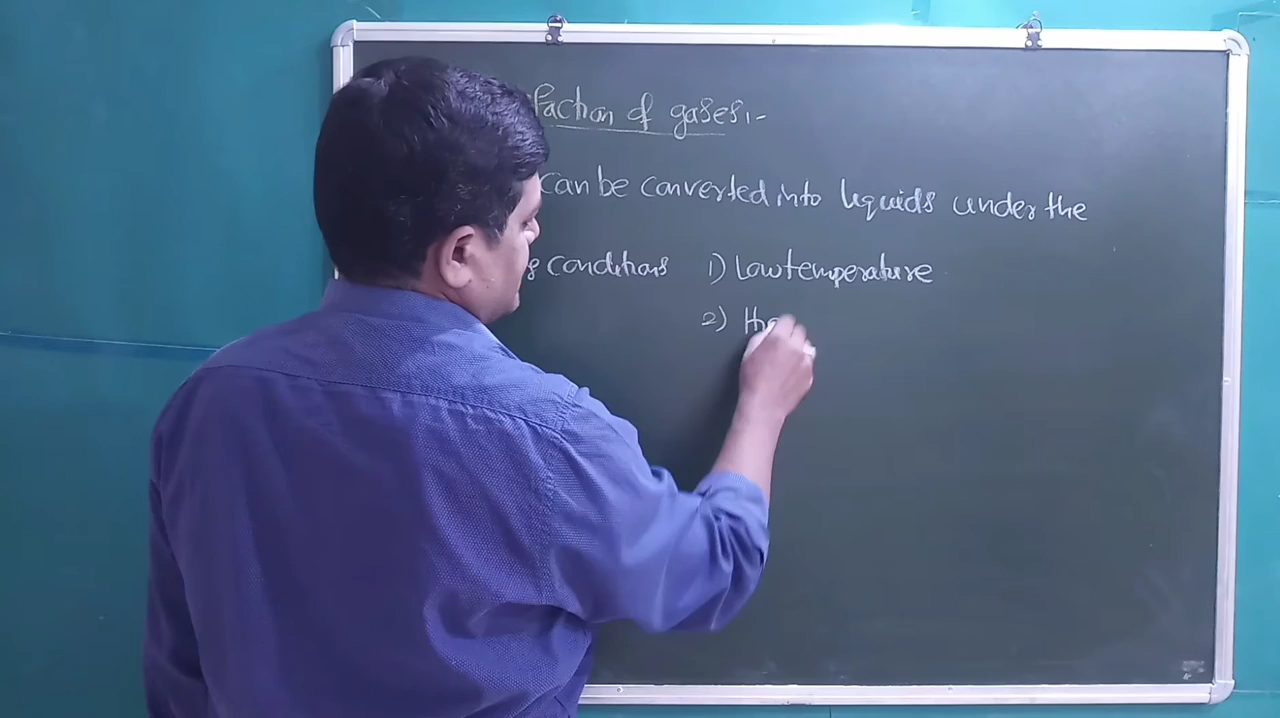 faction of gases:-
can be converted into liquids under the
conditions 1) Low temperature
2)